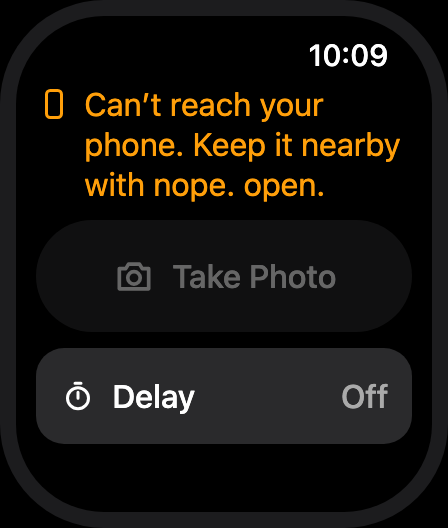 10:09
Can’t reach your
phone. Keep it nearby
with nope. open.
Take Photo
Delay Off